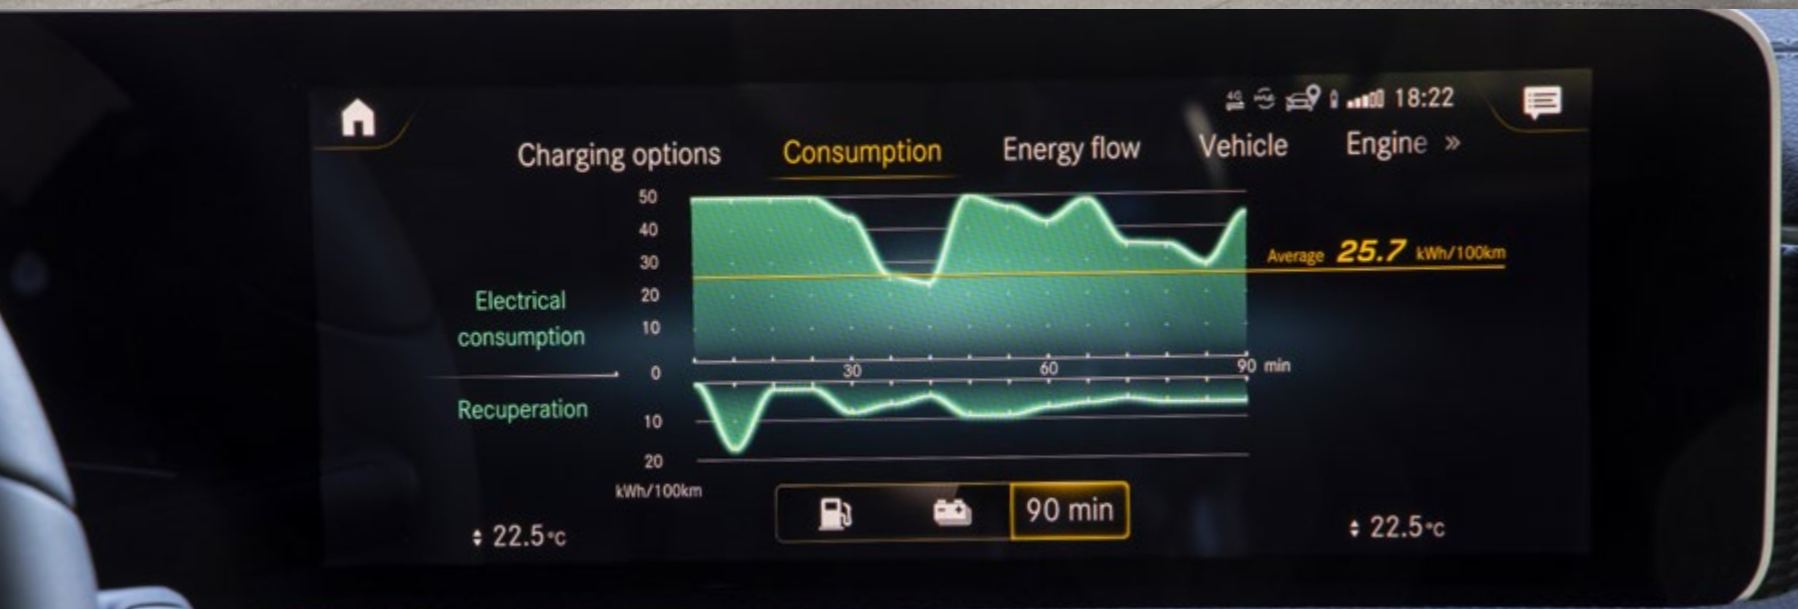 4G 18:22
Charging options Consumption Energy flow Vehicle Engine »
50
40
30
20
10
0
10
20
kWh/100km
Electrical
consumption
Recuperation
30 60 90 min
Average 25.7 kWh/100km
90 min
22.5°C 22.5°C